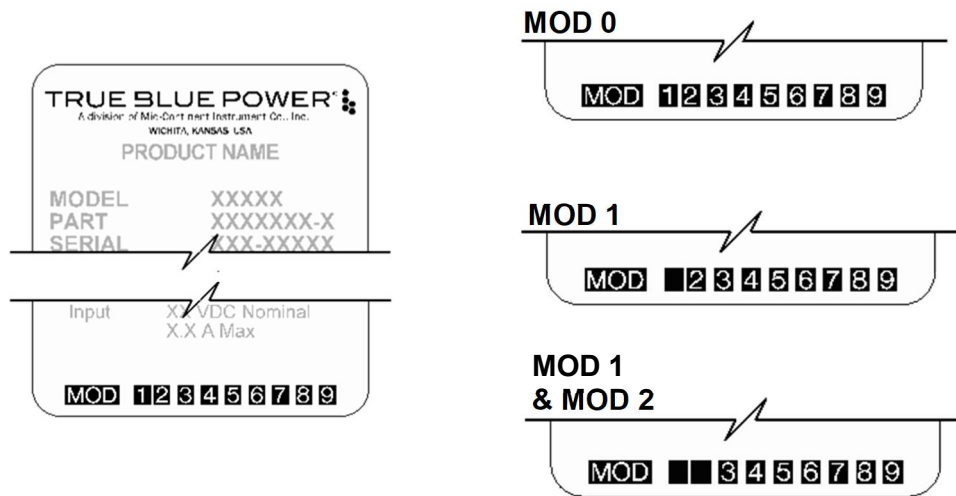 TRUE BLUE POWER®
A division of Mid-Continent Instrument Co., Inc.
WICHITA, KANSAS USA
PRODUCT NAME
MODEL XXXXX
PART XXXXXXX-X
SERIAL XXX-XXXXX
Input XX VDC Nominal
X.X A Max
MOD 1 2 3 4 5 6 7 8 9
MOD 0
MOD 1 2 3 4 5 6 7 8 9
MOD 1
MOD 2 3 4 5 6 7 8 9
MOD 1
& MOD 2
MOD 3 4 5 6 7 8 9